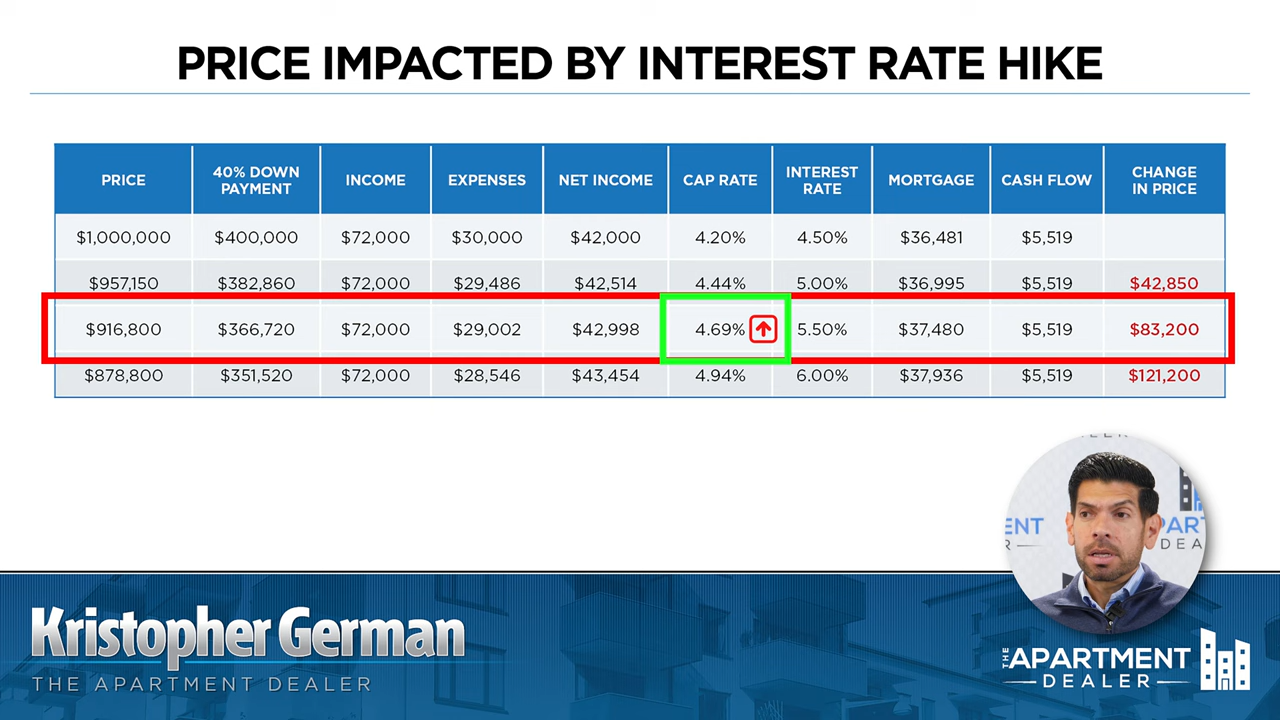 PRICE IMPACTED BY INTEREST RATE HIKE
PRICE 40% DOWN PAYMENT INCOME EXPENSES NET INCOME CAP RATE INTEREST RATE MORTGAGE CASH FLOW CHANGE IN PRICE
$1,000,000 $400,000 $72,000 $30,000 $42,000 4.20% 4.50% $36,481 $5,519
$957,150 $382,860 $72,000 $29,486 $42,514 4.44% 5.00% $36,995 $5,519 $42,850
$916,800 $366,720 $72,000 $29,002 $42,998 4.69% 5.50% $37,480 $5,519 $83,200
$878,800 $351,520 $72,000 $28,546 $43,454 4.94% 6.00% $37,936 $5,519 $121,200
Kristopher German
THE APARTMENT DEALER
THE APARTMENT
DEALER